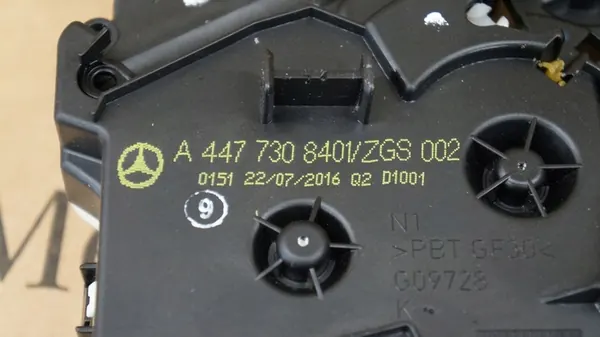 A 447 730 8401/ZGS 002
0151 22/07/2016 Q2 D1001
9
N1
>PBT GF30<
G09728
K